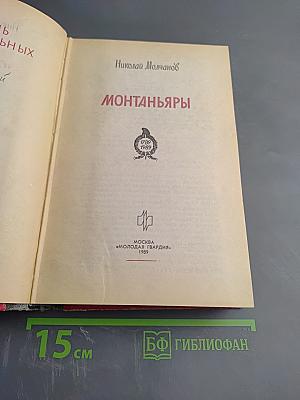 Николай Молчанов
МОНТАНЬЯРЫ
1789
1989
МОСКВА
«МОЛОДАЯ ГВАРДИЯ»
1989
15 см
БФ ГИБЛИОФАН